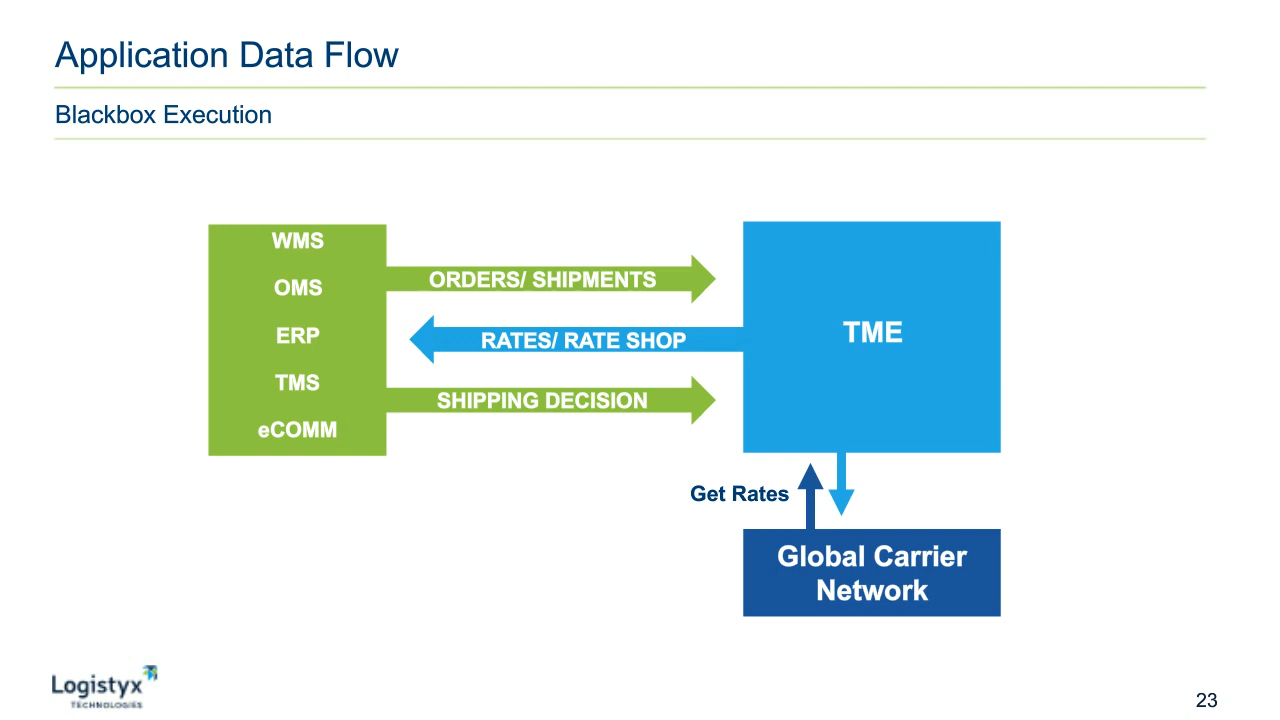 Application Data Flow
Blackbox Execution
WMS
OMS
ERP
TMS
eCOMM
ORDERS/ SHIPMENTS
RATES/ RATE SHOP
SHIPPING DECISION
TME
Get Rates
Global Carrier
Network
Logistyx
TECHNOLOGIES
23